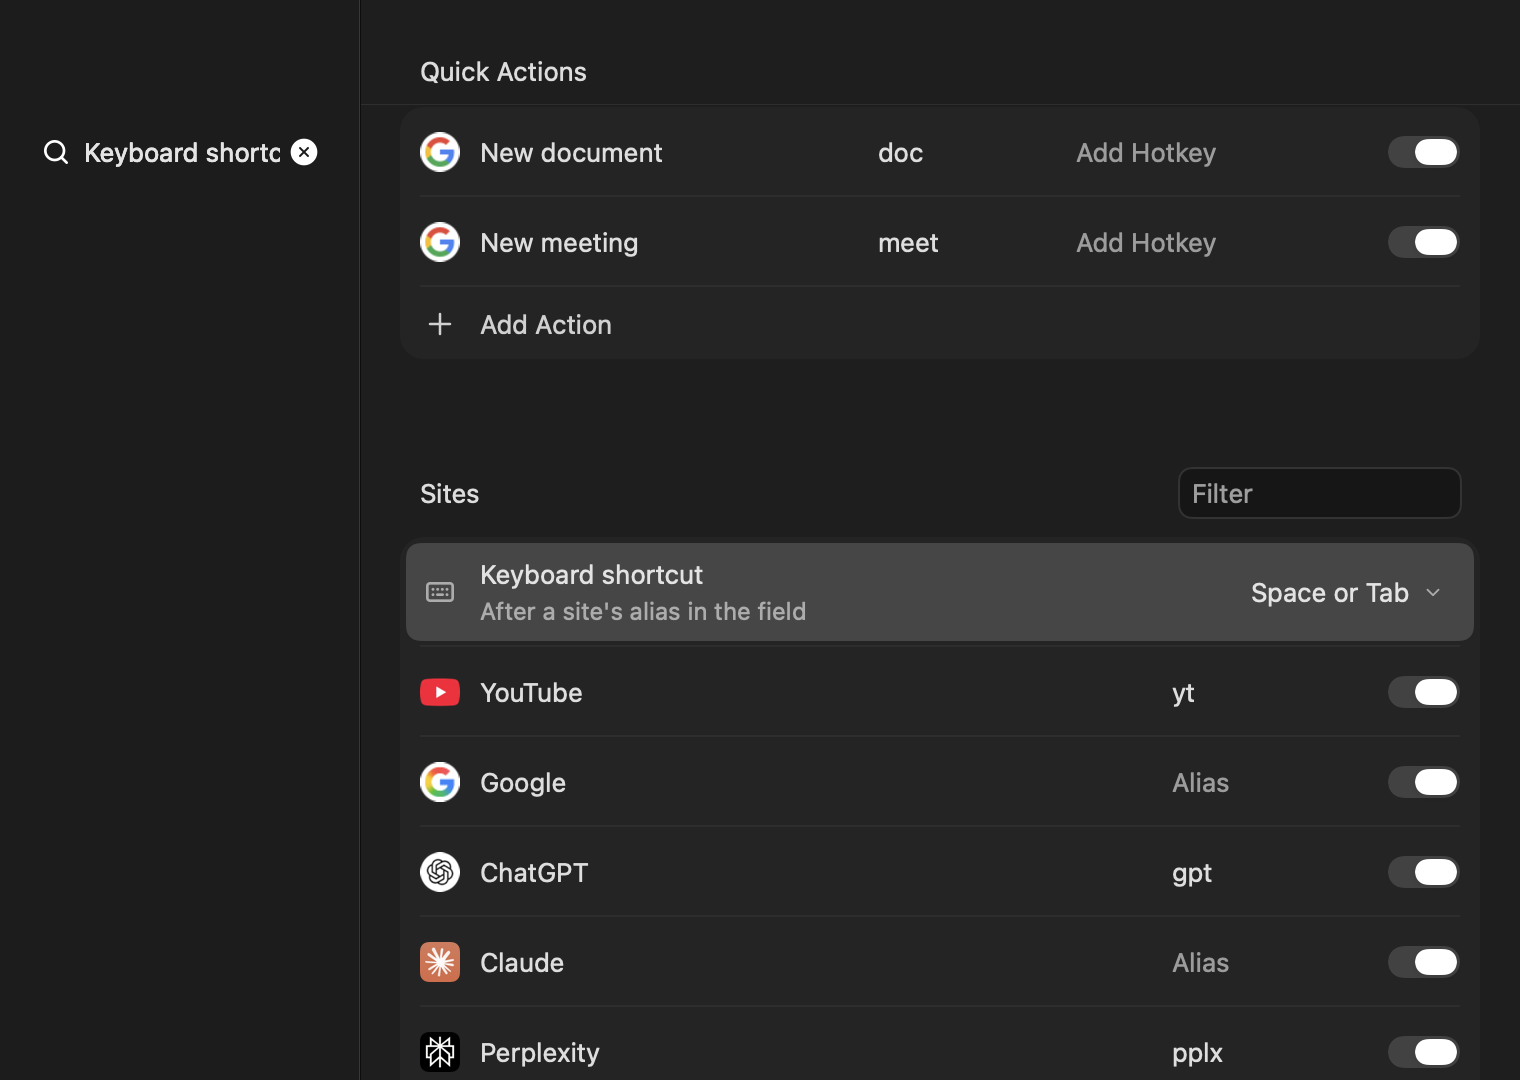 Quick Actions
Keyboard shortc
New document doc Add Hotkey
New meeting meet Add Hotkey
Add Action
Sites Filter
Keyboard shortcut
After a site's alias in the field
Space or Tab
YouTube yt
Google Alias
ChatGPT gpt
Claude Alias
Perplexity pplx